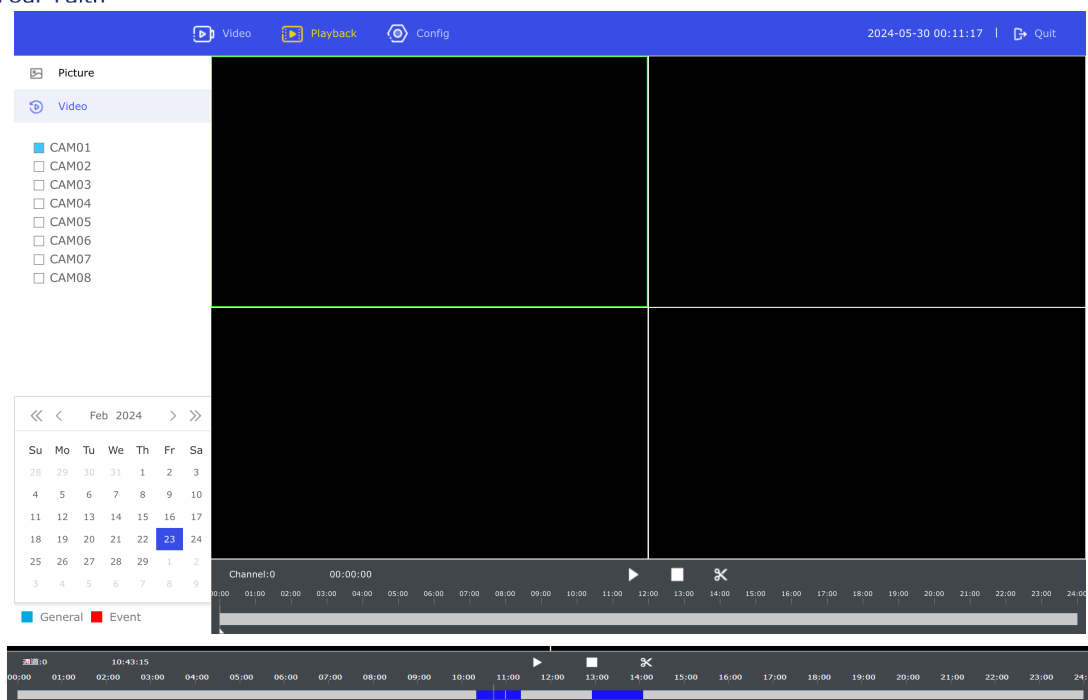 Video Playback Config 2024-05-30 00:11:17 | Quit
Picture
Video
CAM01
CAM02
CAM03
CAM04
CAM05
CAM06
CAM07
CAM08
Feb 2024
Su Mo Tu We Th Fr Sa
28 29 30 31 1 2 3
4 5 6 7 8 9 10
11 12 13 14 15 16 17
18 19 20 21 22 23 24
25 26 27 28 29 1 2
3 4 5 6 7 8 9
General Event
Channel:0 00:00:00
00:00 01:00 02:00 03:00 04:00 05:00 06:00 07:00 08:00 09:00 10:00 11:00 12:00 13:00 14:00 15:00 16:00 17:00 18:00 19:00 20:00 21:00 22:00 23:00 24:00
通道:0 10:43:15
00:00 01:00 02:00 03:00 04:00 05:00 06:00 07:00 08:00 09:00 10:00 11:00 12:00 13:00 14:00 15:00 16:00 17:00 18:00 19:00 20:00 21:00 22:00 23:00 24: